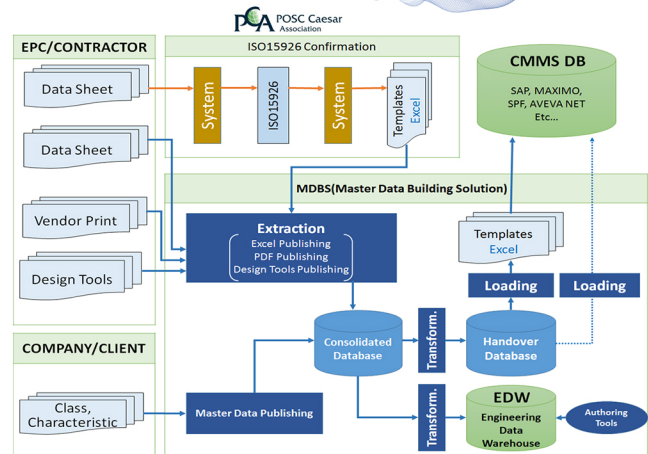 PCA POSC Caesar
Association
EPC/CONTRACTOR
Data Sheet
Data Sheet
Vendor Print
Design Tools
ISO15926 Confirmation
System
ISO15926
System
Templates
Excel
CMMS DB
SAP, MAXIMO,
SPF, AVEVA NET
Etc...
MDBS(Master Data Building Solution)
Extraction
Excel Publishing
PDF Publishing
Design Tools Publishing
Templates
Excel
Loading
Loading
Consolidated
Database
Transform.
Handover
Database
COMPANY/CLIENT
Class,
Characteristic
Master Data Publishing
Transform.
EDW
Engineering
Data
Warehouse
Authoring
Tools